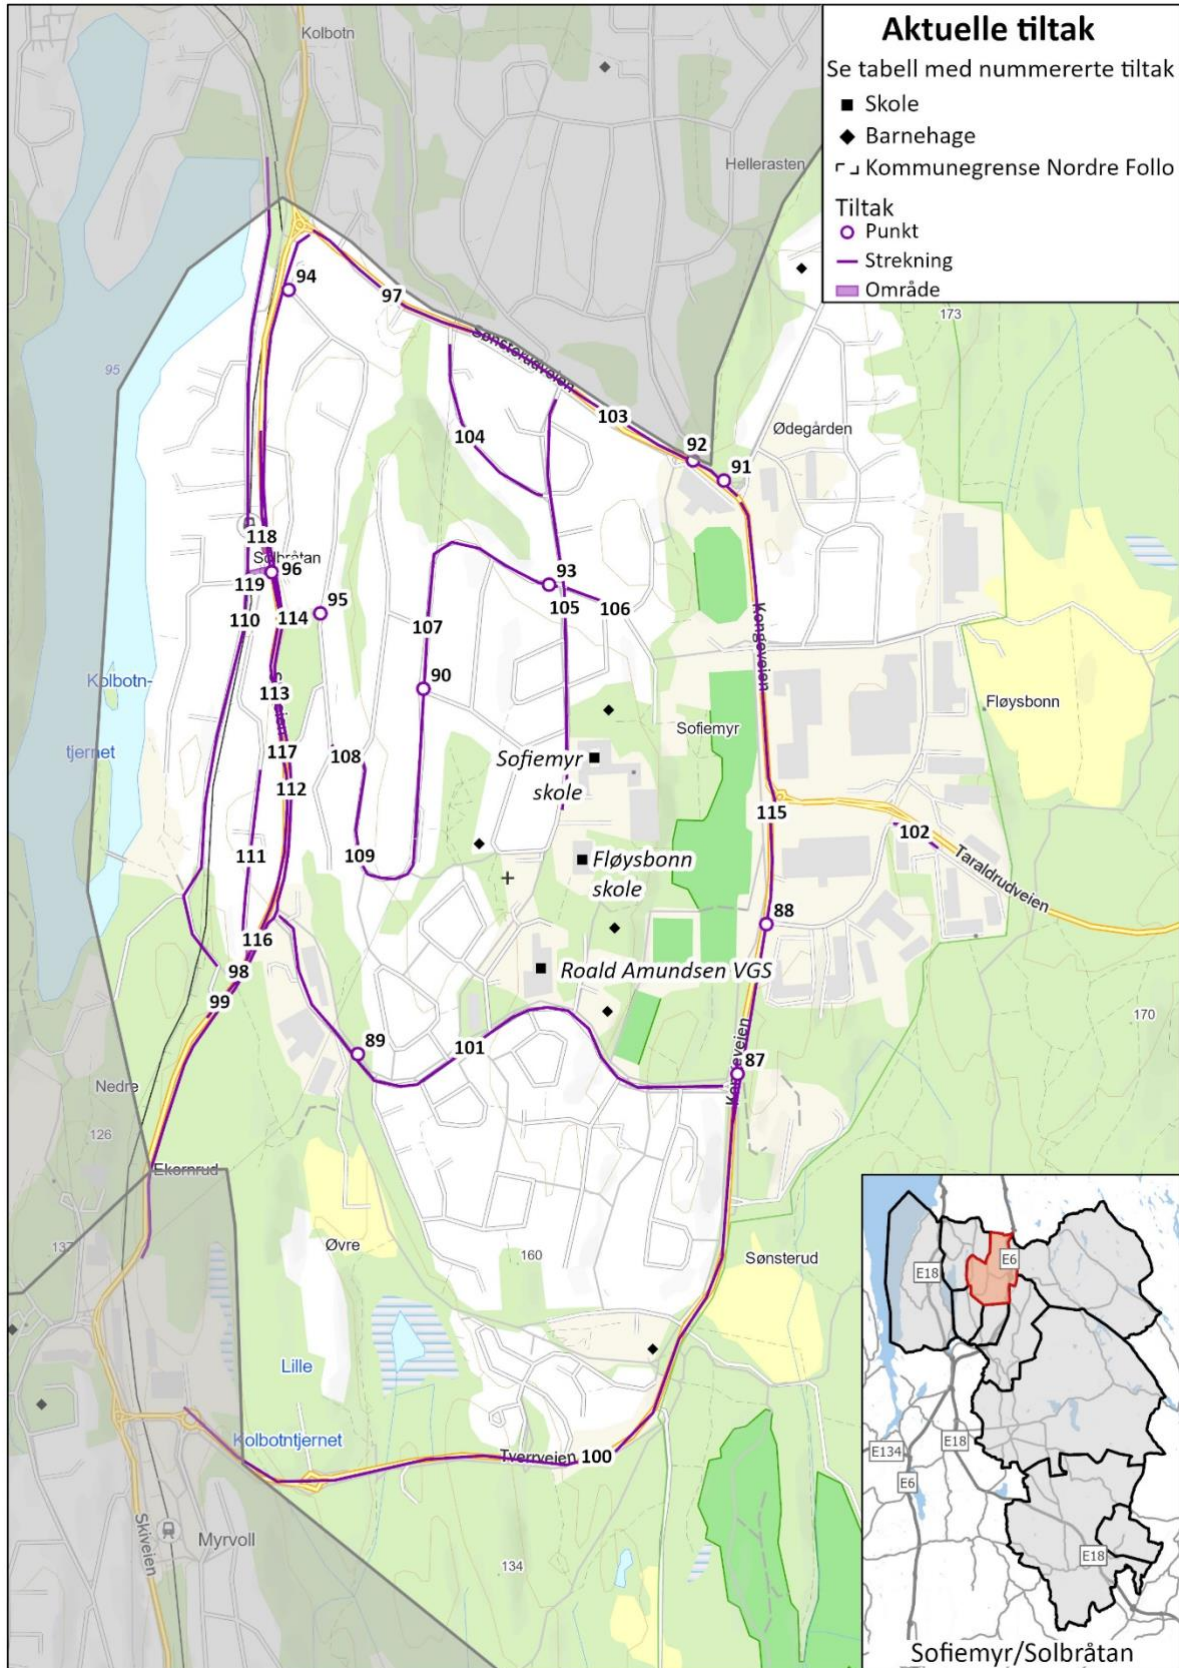 Aktuelle tiltak
Se tabell med nummererte tiltak
Skole
Barnehage
Kommunegrense Nordre Follo
Tiltak
Punkt
Strekning
Område
Kolbotn
Hellerasten
173
94
97
95
Sønsterudveien
103
104
92
91
Ødegården
118
Solbråtan
96
119
110
114
95
93
105
106
107
Kongeveien
Kolbotn-
tjernet
113
90
Fløysbonn
Sofiemyr
117
112
108
Sofiemyr
skole
115
102
Taraldrudveien
111
109
Fløysbonn
skole
88
116
98
99
Roald Amundsen VGS
170
89
101
87
Kongeveien
Nedre
126
Ekornrud
137
Øvre
160
Sønsterud
Lille
Kolbotntjernet
Tverrveien
100
Skiveien
Myrvoll
134
E18
E6
E134
E18
E6
E18
Sofiemyr/Solbråtan